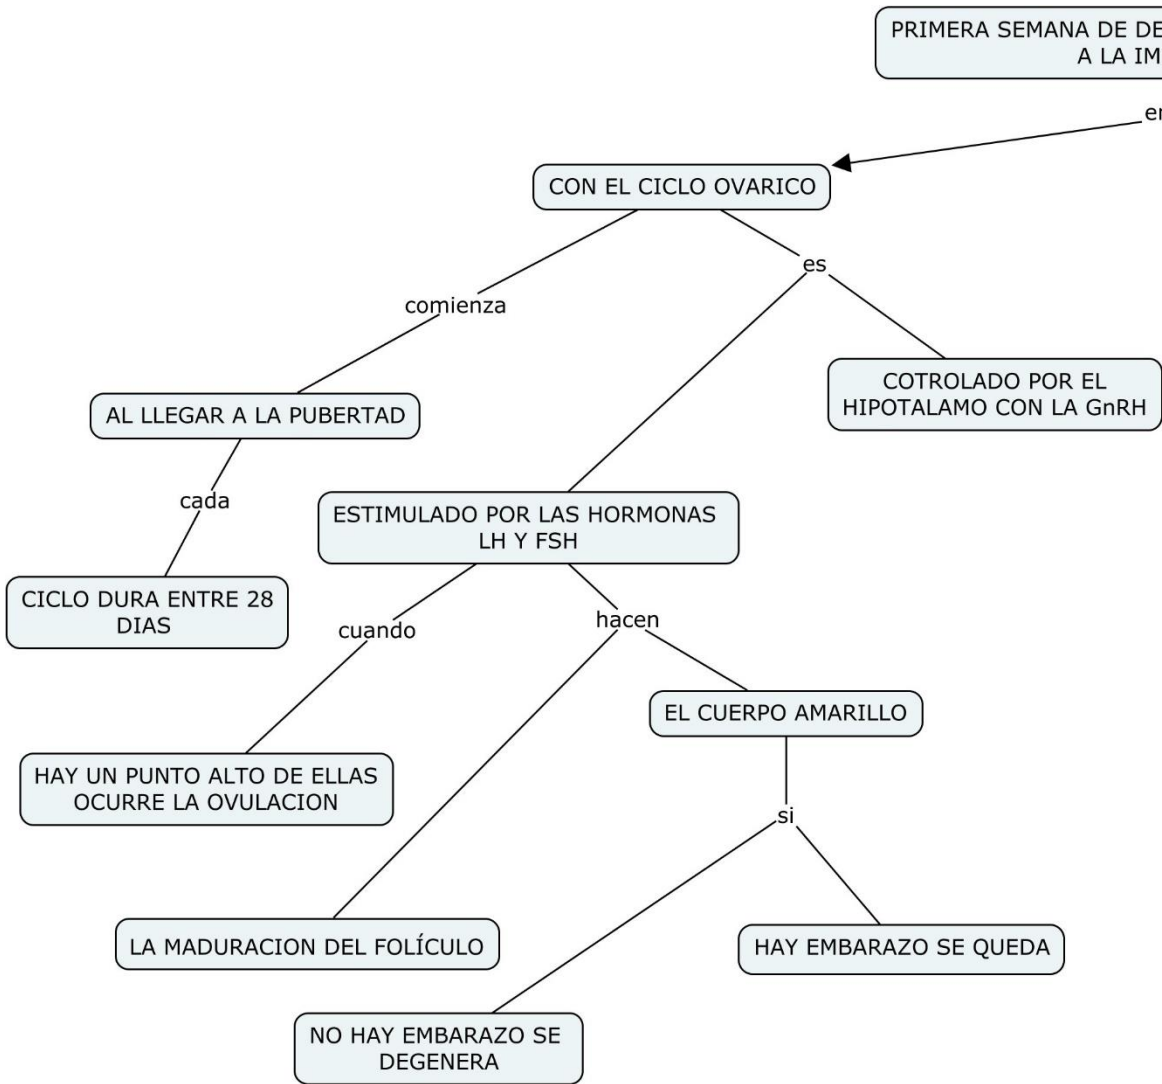 PRIMERA SEMANA DE DE
A LA IM
en
CON EL CICLO OVARICO
es
comienza
COTROLADO POR EL
HIPOTALAMO CON LA GnRH
AL LLEGAR A LA PUBERTAD
cada
ESTIMULADO POR LAS HORMONAS
LH Y FSH
CICLO DURA ENTRE 28
DIAS
cuando
hacen
EL CUERPO AMARILLO
HAY UN PUNTO ALTO DE ELLAS
OCURRE LA OVULACION
si
LA MADURACION DEL FOLÍCULO
HAY EMBARAZO SE QUEDA
NO HAY EMBARAZO SE
DEGENERA